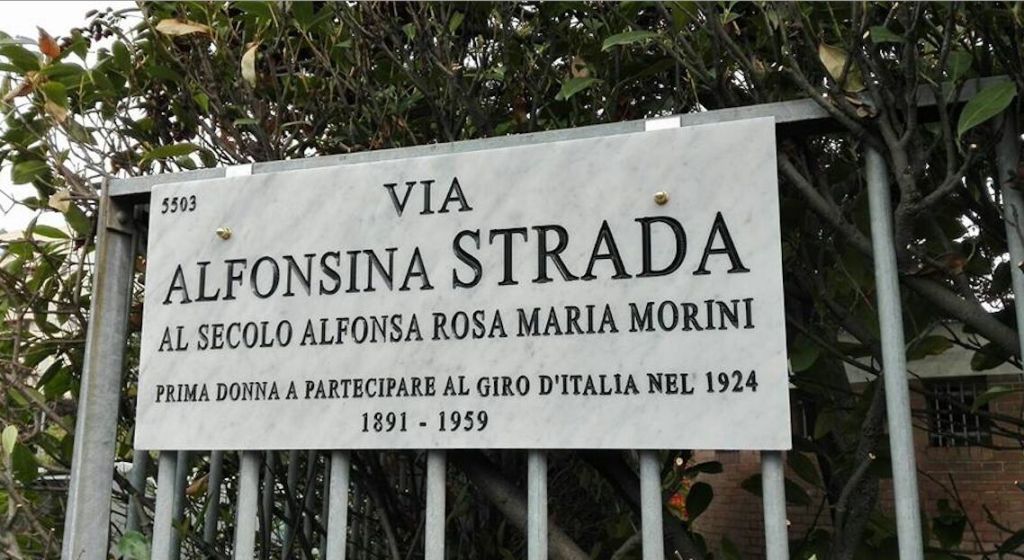 5503
VIA
ALFONSINA STRADA
AL SECOLO ALFONSA ROSA MARIA MORINI
PRIMA DONNA A PARTECIPARE AL GIRO D'ITALIA NEL 1924
1891 - 1959